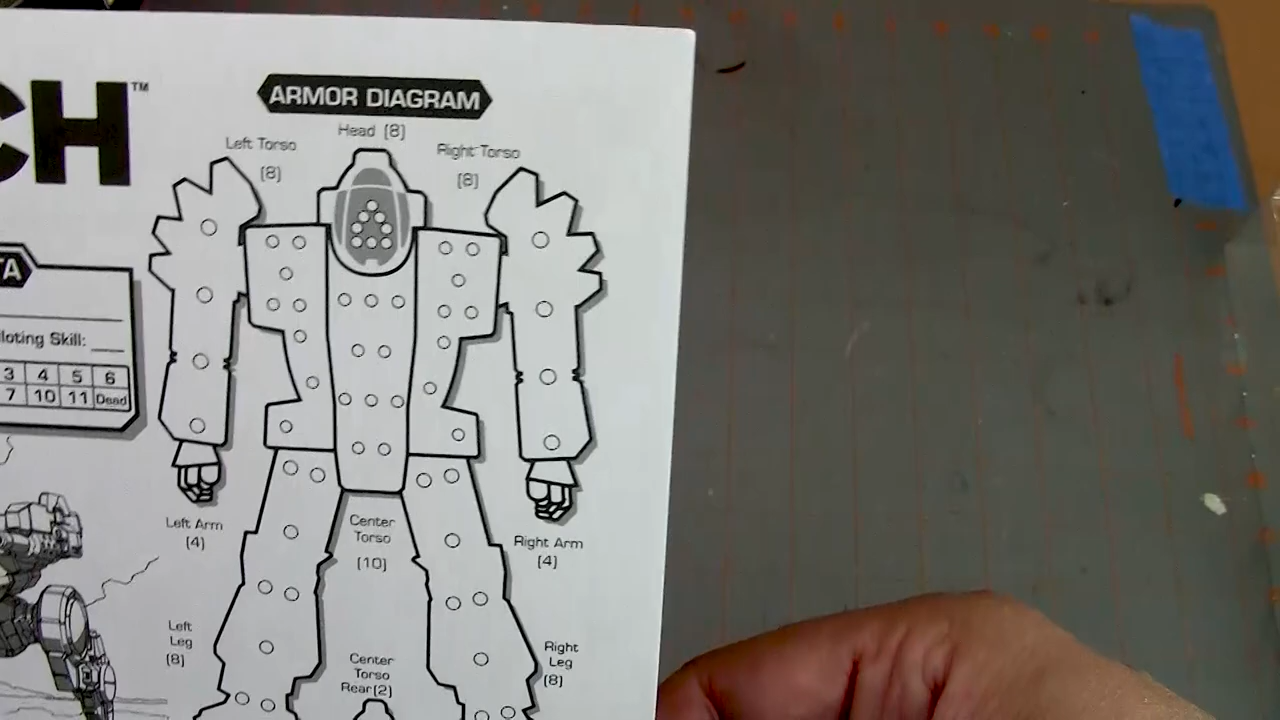 CH™
ARMOR DIAGRAM
Head (8)
Left Torso
(8)
Right Torso
(8)
Skill:
3 4 5 6
7 10 11 Dead
Left Arm
(4)
Center
Torso
(10)
Right Arm
(4)
Left
Leg
(8)
Center
Torso
Rear(2)
Right
Leg
(8)